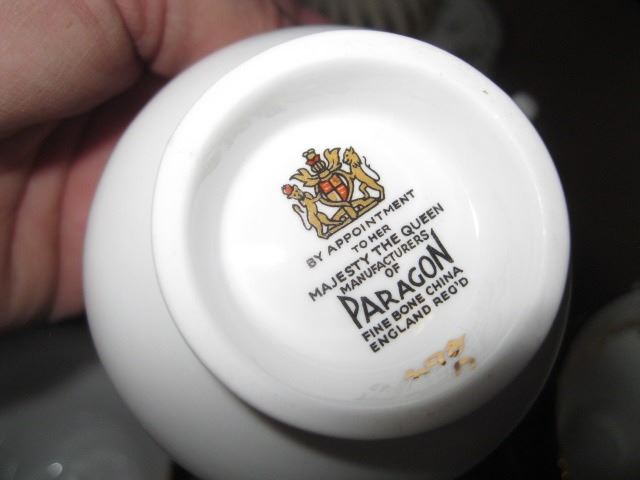 BY APPOINTMENT
TO HER
MAJESTY THE QUEEN
MANUFACTURERS
OF
PARAGON
FINE BONE CHINA
ENGLAND REG'D